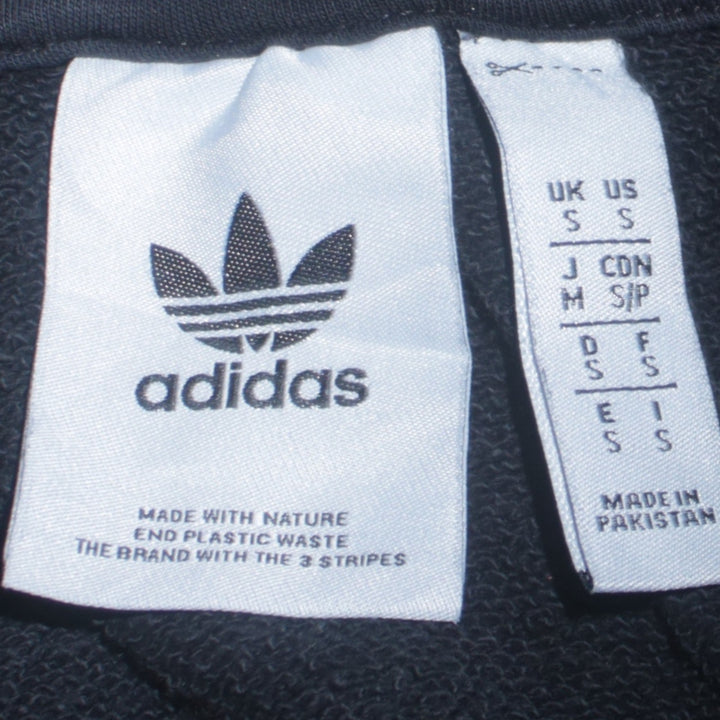 adidas
MADE WITH NATURE
END PLASTIC WASTE
THE BRAND WITH THE 3 STRIPES
UK US
S S
J CDN
M S/P
D F
S S
E I
S S
MADE IN
PAKISTAN